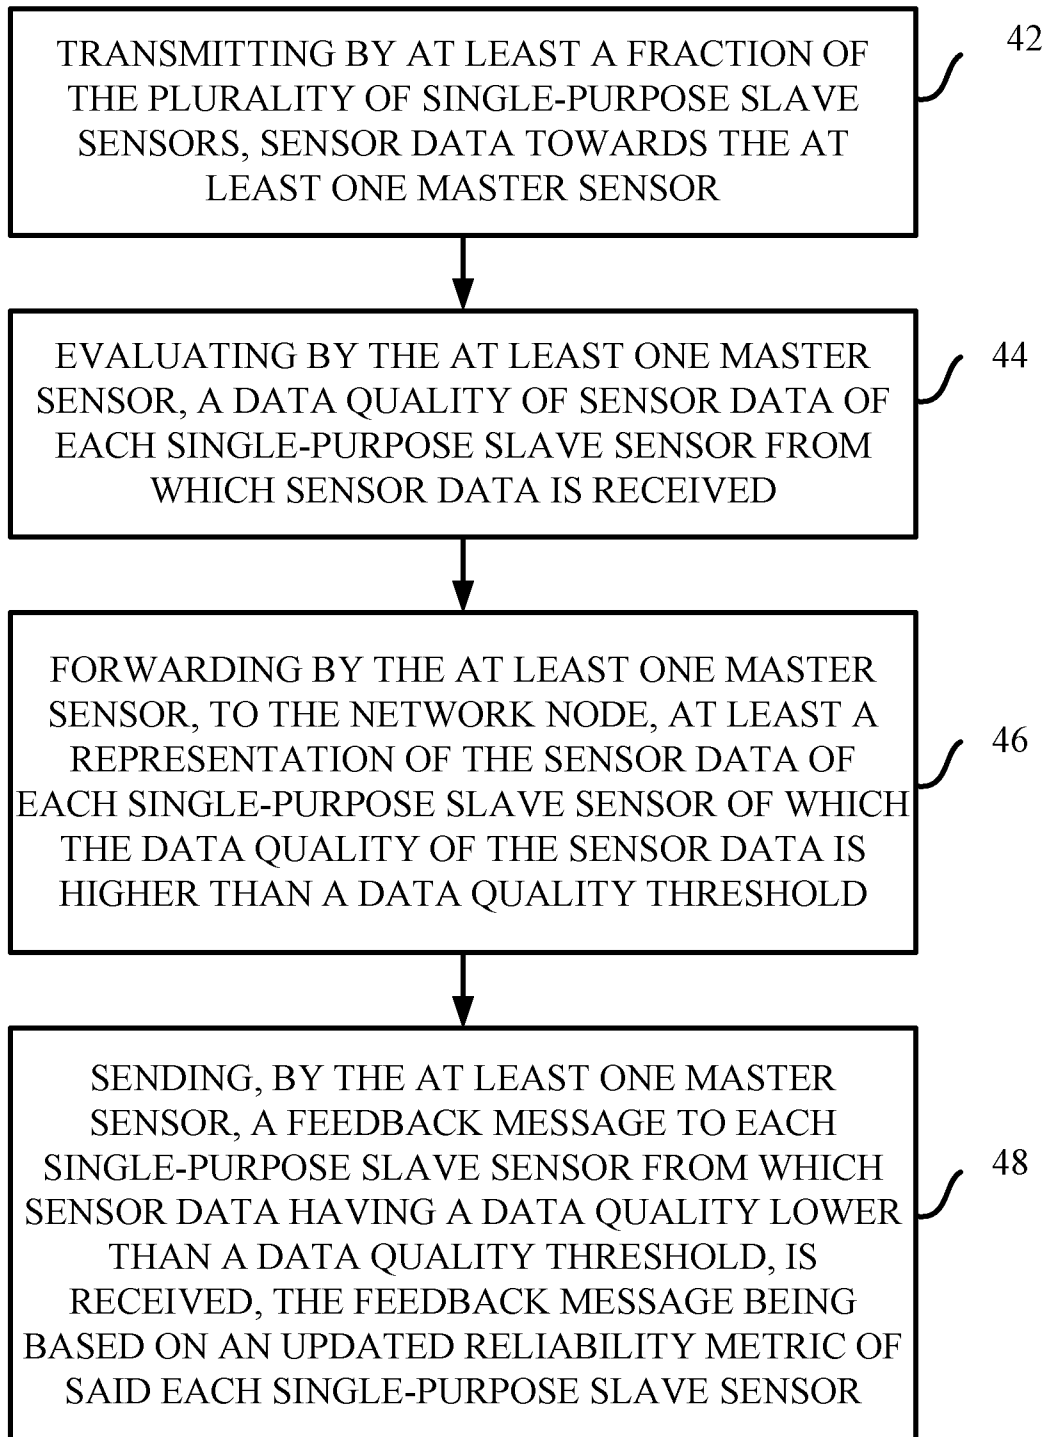 TRANSMITTING BY AT LEAST A FRACTION OF
THE PLURALITY OF SINGLE-PURPOSE SLAVE
SENSORS, SENSOR DATA TOWARDS THE AT
LEAST ONE MASTER SENSOR
42
EVALUATING BY THE AT LEAST ONE MASTER
SENSOR, A DATA QUALITY OF SENSOR DATA OF
EACH SINGLE-PURPOSE SLAVE SENSOR FROM
WHICH SENSOR DATA IS RECEIVED
44
FORWARDING BY THE AT LEAST ONE MASTER
SENSOR, TO THE NETWORK NODE, AT LEAST A
REPRESENTATION OF THE SENSOR DATA OF
EACH SINGLE-PURPOSE SLAVE SENSOR OF WHICH
THE DATA QUALITY OF THE SENSOR DATA IS
HIGHER THAN A DATA QUALITY THRESHOLD
46
SENDING, BY THE AT LEAST ONE MASTER
SENSOR, A FEEDBACK MESSAGE TO EACH
SINGLE-PURPOSE SLAVE SENSOR FROM WHICH
SENSOR DATA HAVING A DATA QUALITY LOWER
THAN A DATA QUALITY THRESHOLD, IS
RECEIVED, THE FEEDBACK MESSAGE BEING
BASED ON AN UPDATED RELIABILITY METRIC OF
SAID EACH SINGLE-PURPOSE SLAVE SENSOR
48